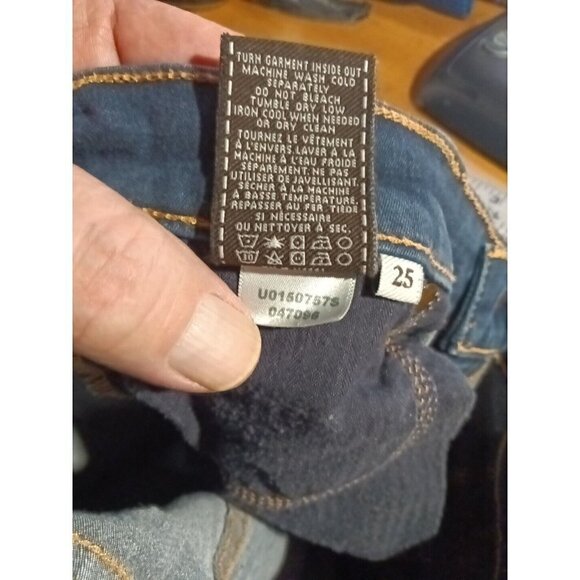 TURN GARMENT INSIDE OUT
MACHINE WASH COLD
SEPARATELY
DO NOT BLEACH
TUMBLE DRY LOW
IRON COOL WHEN NEEDED
OR DRY CLEAN
TOURNEZ LE VÊTEMENT
À L'ENVERS.LAVER À LA
MACHINE À L'EAU FROIDE
SÉPARÉMENT. NE PAS
UTILISER DE JAVELLISANT.
SÉCHER À LA MACHINE
À BASSE TEMPÉRATURE.
REPASSER AU FER TIÈDE
SI NÉCESSAIRE
OU NETTOYER À SEC.
25
U0150757S
047096